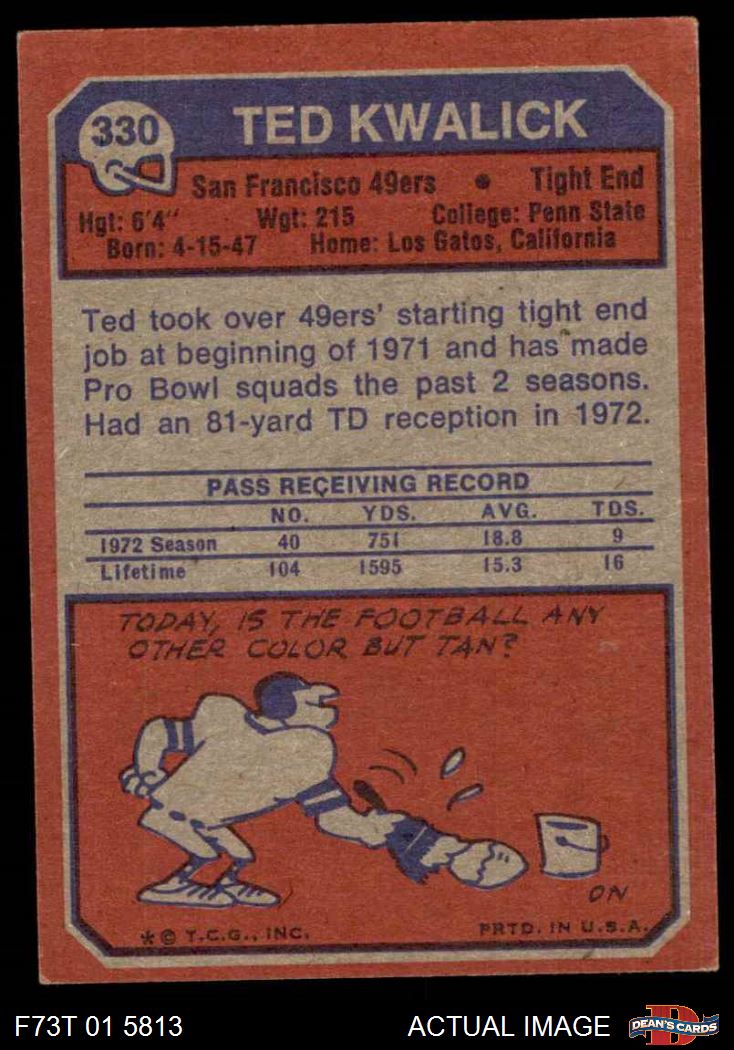 330
TED KWALICK
San Francisco 49ers • Tight End
Hgt: 6'4" Wgt: 215 College: Penn State
Born: 4-15-47 Home: Los Gatos, California
Ted took over 49ers' starting tight end
job at beginning of 1971 and has made
Pro Bowl squads the past 2 seasons.
Had an 81-yard TD reception in 1972.
PASS RECEIVING RECORD
NO. YDS. AVG. TDS.
1972 Season 40 751 18.8 9
Lifetime 104 1595 15.3 16
TODAY, IS THE FOOTBALL ANY
OTHER COLOR BUT TAN?
ON
* © T.C.G., INC. PRTD. IN U.S.A.
F73T 01 5813 ACTUAL IMAGE D DEAN'S CARDS